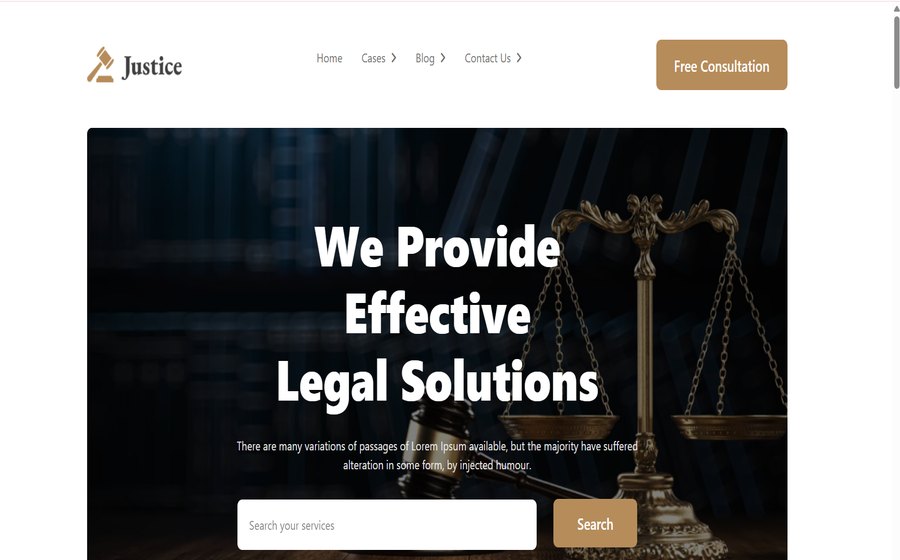 Justice
Home
Cases
Blog
Contact Us
Free Consultation
We Provide
Effective
Legal Solutions
There are many variations of passages of Lorem Ipsum available, but the majority have suffered
alteration in some form, by injected humour.
Search your services
Search